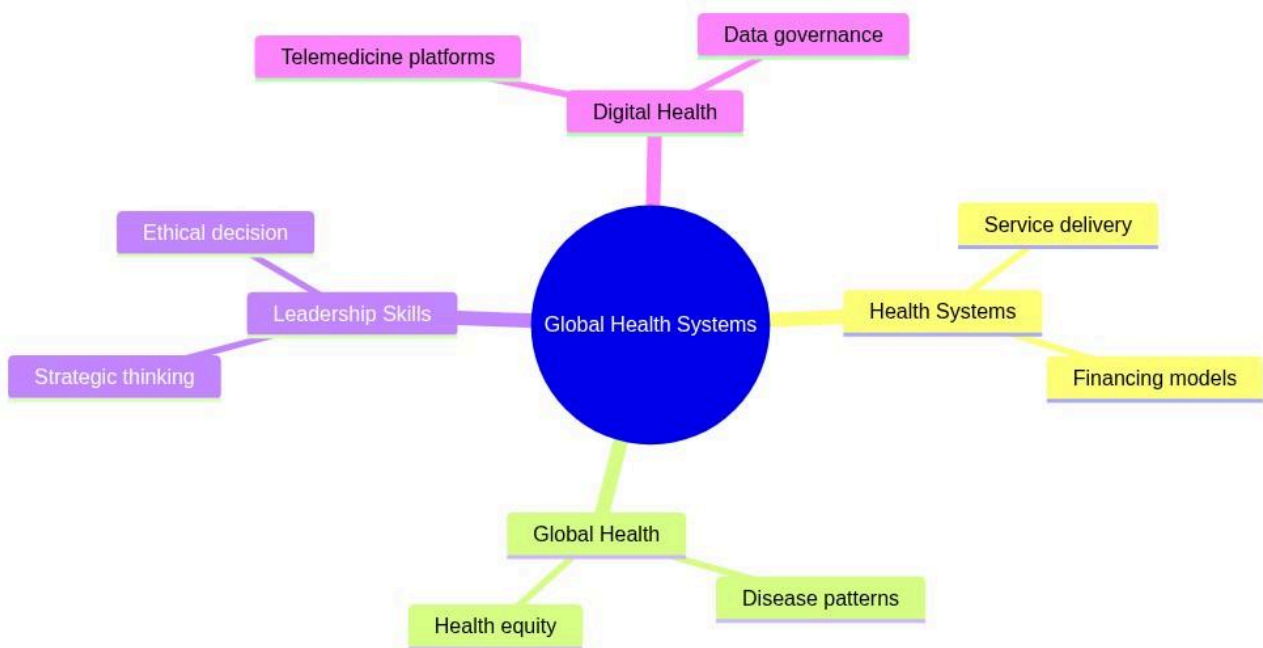 Data governance
Telemedicine platforms
Digital Health
Service delivery
Ethical decision
Health Systems
Leadership Skills
Global Health Systems
Financing models
Strategic thinking
Global Health
Disease patterns
Health equity